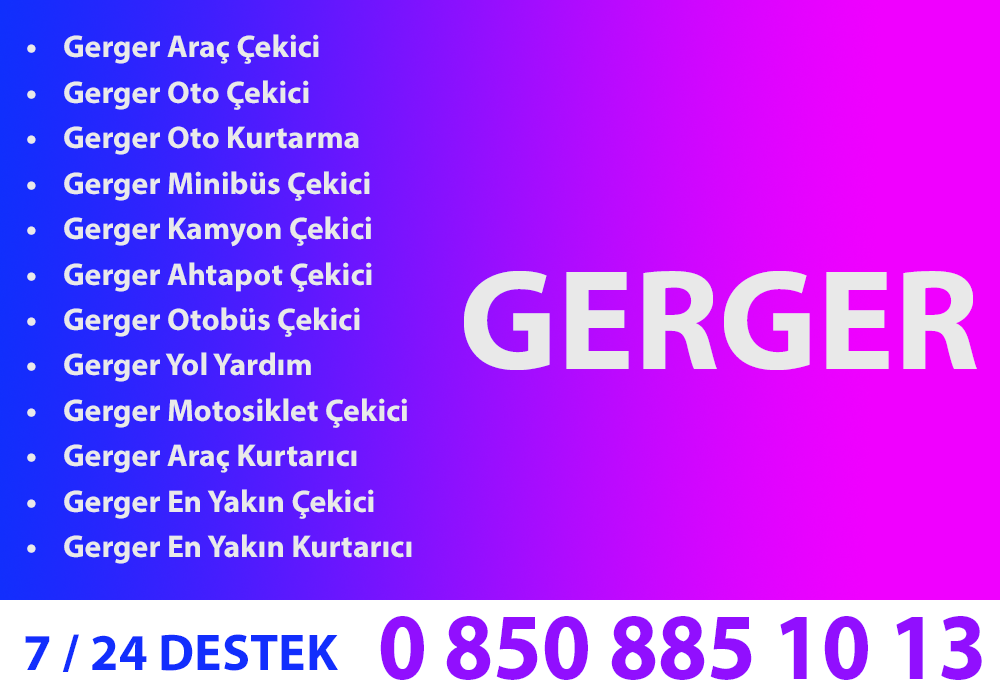 • Gerger Araç Çekici
• Gerger Oto Çekici
• Gerger Oto Kurtarma
• Gerger Minibüs Çekici
• Gerger Kamyon Çekici
• Gerger Ahtapot Çekici
• Gerger Otobüs Çekici
• Gerger Yol Yardım
• Gerger Motosiklet Çekici
• Gerger Araç Kurtarıcı
• Gerger En Yakın Çekici
• Gerger En Yakın Kurtarıcı
GERGER
7 / 24 DESTEK 0 850 885 10 13